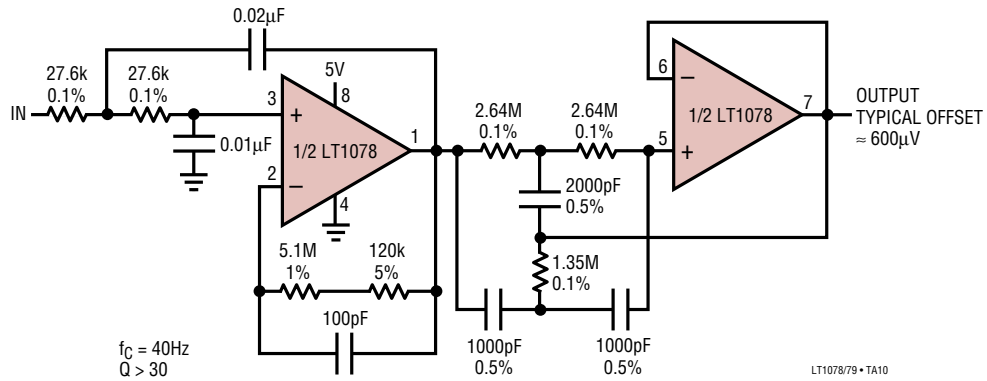 0.02µF
27.6k
0.1%
27.6k
0.1%
IN
0.01µF
3
+
2
–
1/2 LT1078
5V
8
4
1
5.1M
1%
120k
5%
100pF
fC = 40Hz
Q > 30
2.64M
0.1%
2.64M
0.1%
2000pF
0.5%
1.35M
0.1%
1000pF
0.5%
1000pF
0.5%
6
–
5
+
1/2 LT1078
7
OUTPUT
TYPICAL OFFSET
≈ 600µV
LT1078/79 • TA10